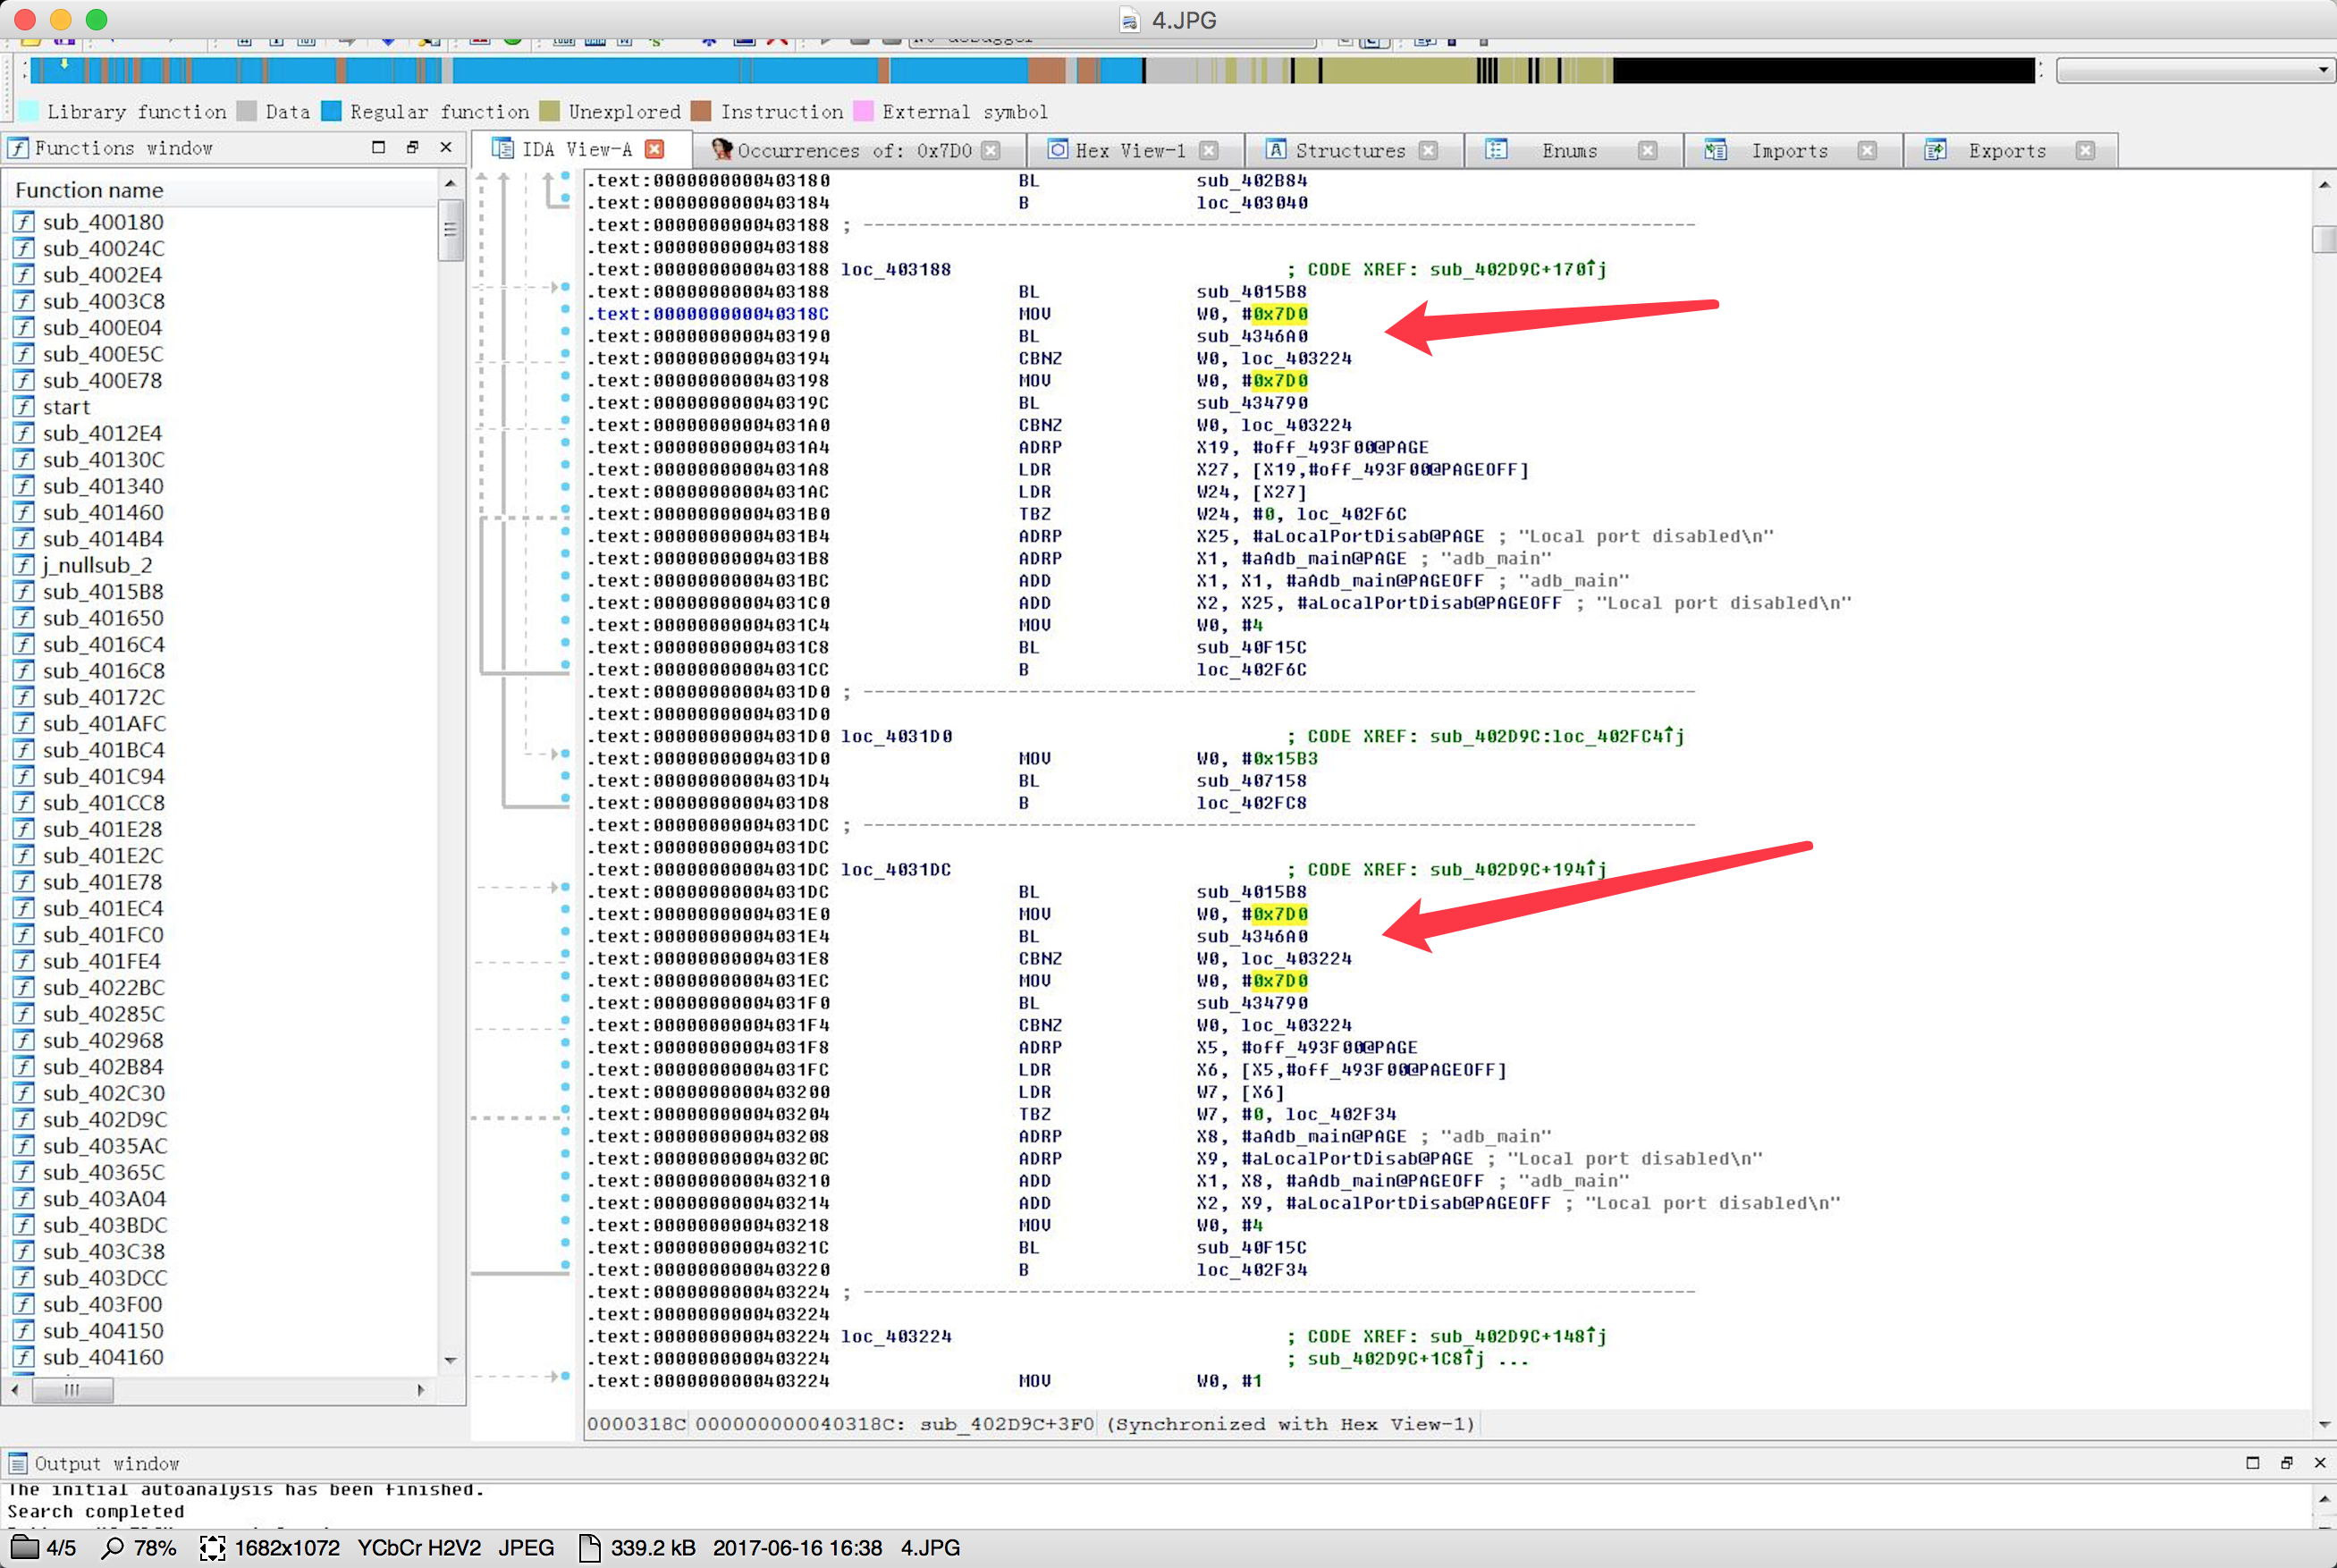 4.JPG
Library function Data Regular function Unexplored Instruction External symbol
Functions window
IDA View-A Occurrences of: 0x7D0 Hex View-1 Structures Enums Imports Exports
Function name
sub_400180
sub_40024C
sub_4002E4
sub_4003C8
sub_400E04
sub_400E5C
sub_400E78
start
sub_4012E4
sub_40130C
sub_401340
sub_401460
sub_4014B4
j_nullsub_2
sub_4015B8
sub_401650
sub_4016C4
sub_4016C8
sub_40172C
sub_401AFC
sub_401BC4
sub_401C94
sub_401CC8
sub_401E28
sub_401E2C
sub_401E78
sub_401EC4
sub_401FC0
sub_401FE4
sub_4022BC
sub_40285C
sub_402968
sub_402B84
sub_402C30
sub_402D9C
sub_4035AC
sub_40365C
sub_403A04
sub_403BDC
sub_403C38
sub_403DCC
sub_403F00
sub_404150
sub_404160
.text:0000000000403180 BL sub_402B84
.text:0000000000403184 B loc_403040
.text:0000000000403188 ; ---------------------------------------------------------------------------
.text:0000000000403188
.text:0000000000403188 loc_403188 ; CODE XREF: sub_402D9C+170↑j
.text:0000000000403188 BL sub_4015B8
.text:000000000040318C MOV W0, #0x7D0
.text:0000000000403190 BL sub_4346A0
.text:0000000000403194 CBNZ W0, loc_403224
.text:0000000000403198 MOV W0, #0x7D0
.text:000000000040319C BL sub_434790
.text:00000000004031A0 CBNZ W0, loc_403224
.text:00000000004031A4 ADRP X19, #off_493F00@PAGE
.text:00000000004031A8 LDR X27, [X19,#off_493F00@PAGEOFF]
.text:00000000004031AC LDR W24, [X27]
.text:00000000004031B0 TBZ W24, #0, loc_402F6C
.text:00000000004031B4 ADRP X25, #aLocalPortDisab@PAGE ; "Local port disabled\n"
.text:00000000004031B8 ADRP X1, #aAdb_main@PAGE ; "adb_main"
.text:00000000004031BC ADD X1, X1, #aAdb_main@PAGEOFF ; "adb_main"
.text:00000000004031C0 ADD X2, X25, #aLocalPortDisab@PAGEOFF ; "Local port disabled\n"
.text:00000000004031C4 MOV W0, #4
.text:00000000004031C8 BL sub_40F15C
.text:00000000004031CC B loc_402F6C
.text:00000000004031D0 ; ---------------------------------------------------------------------------
.text:00000000004031D0
.text:00000000004031D0 loc_4031D0 ; CODE XREF: sub_402D9C:loc_402FC4↑j
.text:00000000004031D0 MOV W0, #0x15B3
.text:00000000004031D4 BL sub_407158
.text:00000000004031D8 B loc_402FC8
.text:00000000004031DC ; ---------------------------------------------------------------------------
.text:00000000004031DC
.text:00000000004031DC loc_4031DC ; CODE XREF: sub_402D9C+194↑j
.text:00000000004031DC BL sub_4015B8
.text:00000000004031E0 MOV W0, #0x7D0
.text:00000000004031E4 BL sub_4346A0
.text:00000000004031E8 CBNZ W0, loc_403224
.text:00000000004031EC MOV W0, #0x7D0
.text:00000000004031F0 BL sub_434790
.text:00000000004031F4 CBNZ W0, loc_403224
.text:00000000004031F8 ADRP X5, #off_493F00@PAGE
.text:00000000004031FC LDR X6, [X5,#off_493F00@PAGEOFF]
.text:0000000000403200 LDR W7, [X6]
.text:0000000000403204 TBZ W7, #0, loc_402F34
.text:0000000000403208 ADRP X8, #aAdb_main@PAGE ; "adb_main"
.text:000000000040320C ADRP X9, #aLocalPortDisab@PAGE ; "Local port disabled\n"
.text:0000000000403210 ADD X1, X8, #aAdb_main@PAGEOFF ; "adb_main"
.text:0000000000403214 ADD X2, X9, #aLocalPortDisab@PAGEOFF ; "Local port disabled\n"
.text:0000000000403218 MOV W0, #4
.text:000000000040321C BL sub_40F15C
.text:0000000000403220 B loc_402F34
.text:0000000000403224 ; ---------------------------------------------------------------------------
.text:0000000000403224
.text:0000000000403224 loc_403224 ; CODE XREF: sub_402D9C+148↑j
.text:0000000000403224 ; sub_402D9C+1C8↑j ...
.text:0000000000403224 MOV W0, #1
0000318C 000000000040318C: sub_402D9C+3F0 (Synchronized with Hex View-1)
Output window
The initial autoanalysis has been finished.
Search completed
4/5 78% 1682x1072 YCbCr H2V2 JPEG 339.2 kB 2017-06-16 16:38 4.JPG